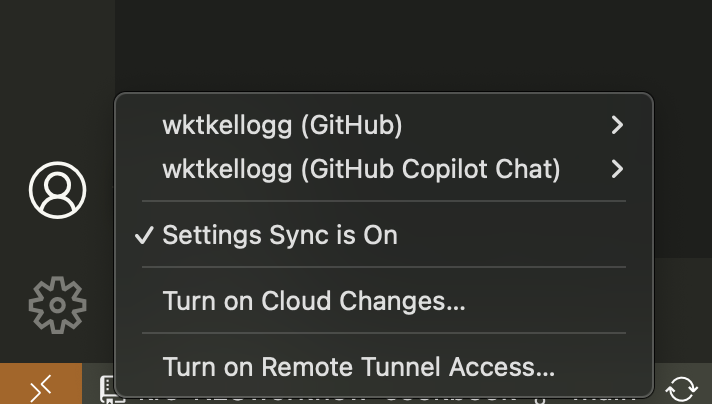 wktkellogg (GitHub)
wktkellogg (GitHub Copilot Chat)
Settings Sync is On
Turn on Cloud Changes...
Turn on Remote Tunnel Access...